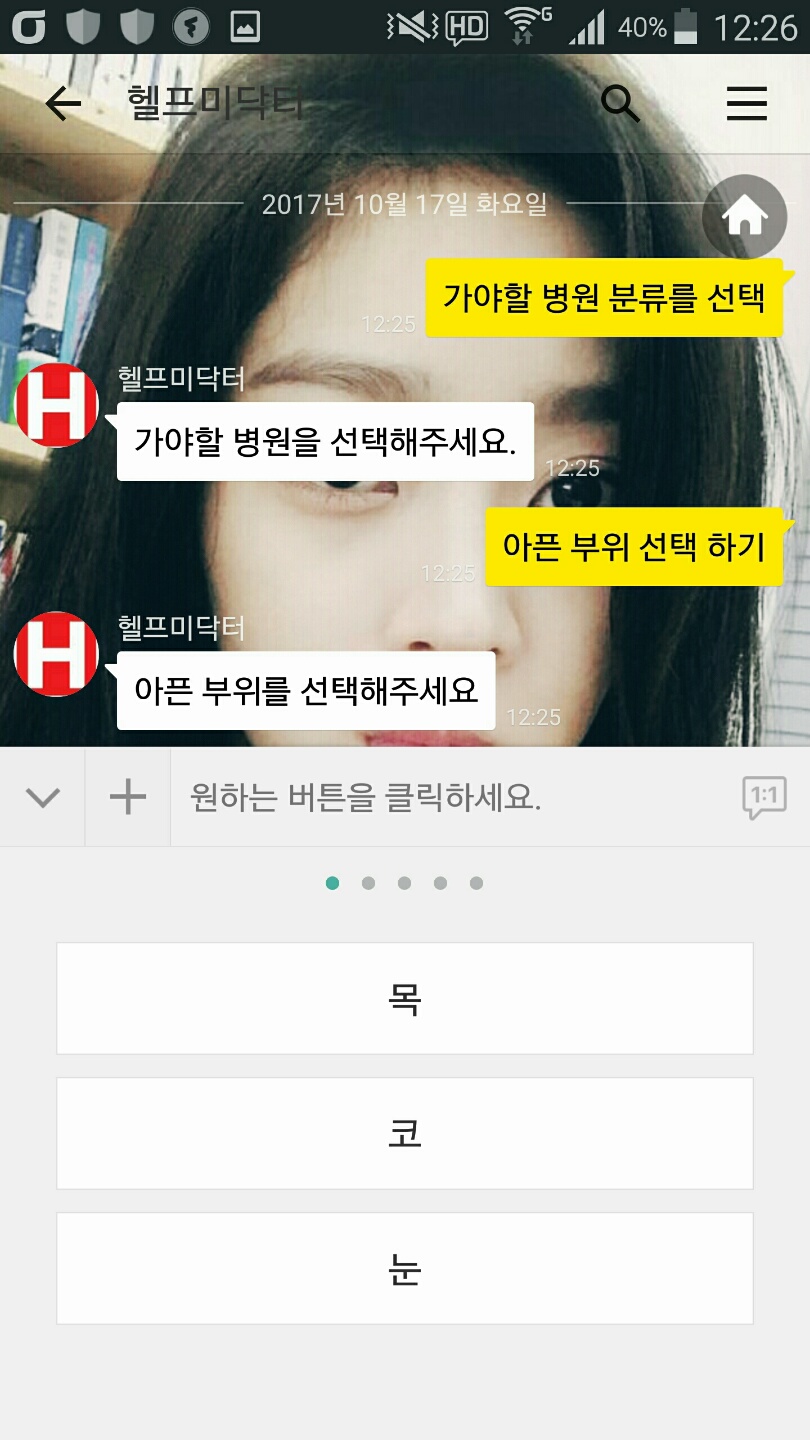 HD
G
40%
12:26
헬프미닥터
2017년 10월 17일 화요일
가야할 병원 분류를 선택
12:25
H
헬프미닥터
가야할 병원을 선택해주세요.
12:25
아픈 부위 선택 하기
12:25
H
헬프미닥터
아픈 부위를 선택해주세요
12:25
원하는 버튼을 클릭하세요.
1:1
목
코
눈